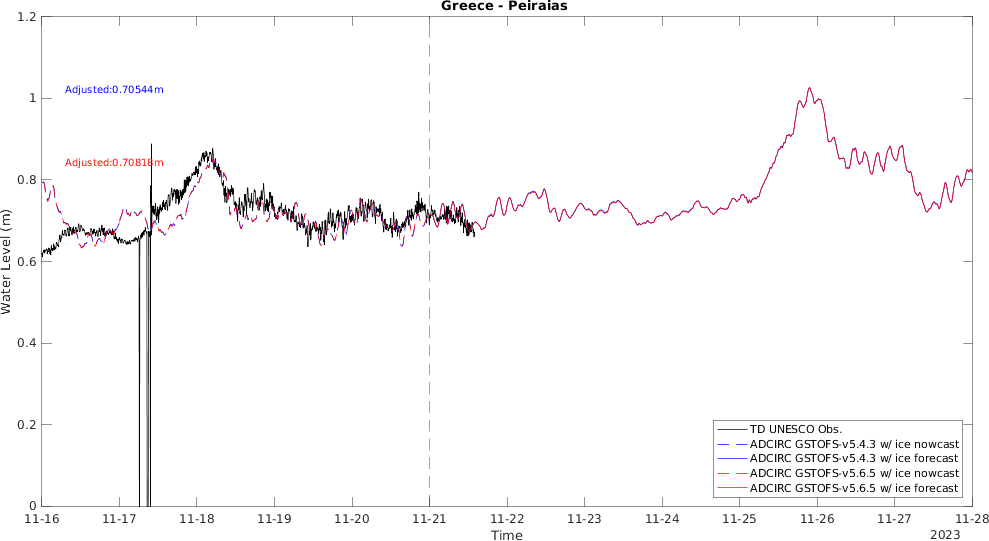 Greece - Peiraias
1.2
1
0.8
0.6
0.4
0.2
0
Water Level (m)
Adjusted:0.70544m
Adjusted:0.70818m
TD UNESCO Obs.
ADCIRC GSTOFS-v5.4.3 w/ ice nowcast
ADCIRC GSTOFS-v5.4.3 w/ ice forecast
ADCIRC GSTOFS-v5.6.5 w/ ice nowcast
ADCIRC GSTOFS-v5.6.5 w/ ice forecast
11-16 11-17 11-18 11-19 11-20 11-21 11-22 11-23 11-24 11-25 11-26 11-27 11-28
Time
2023